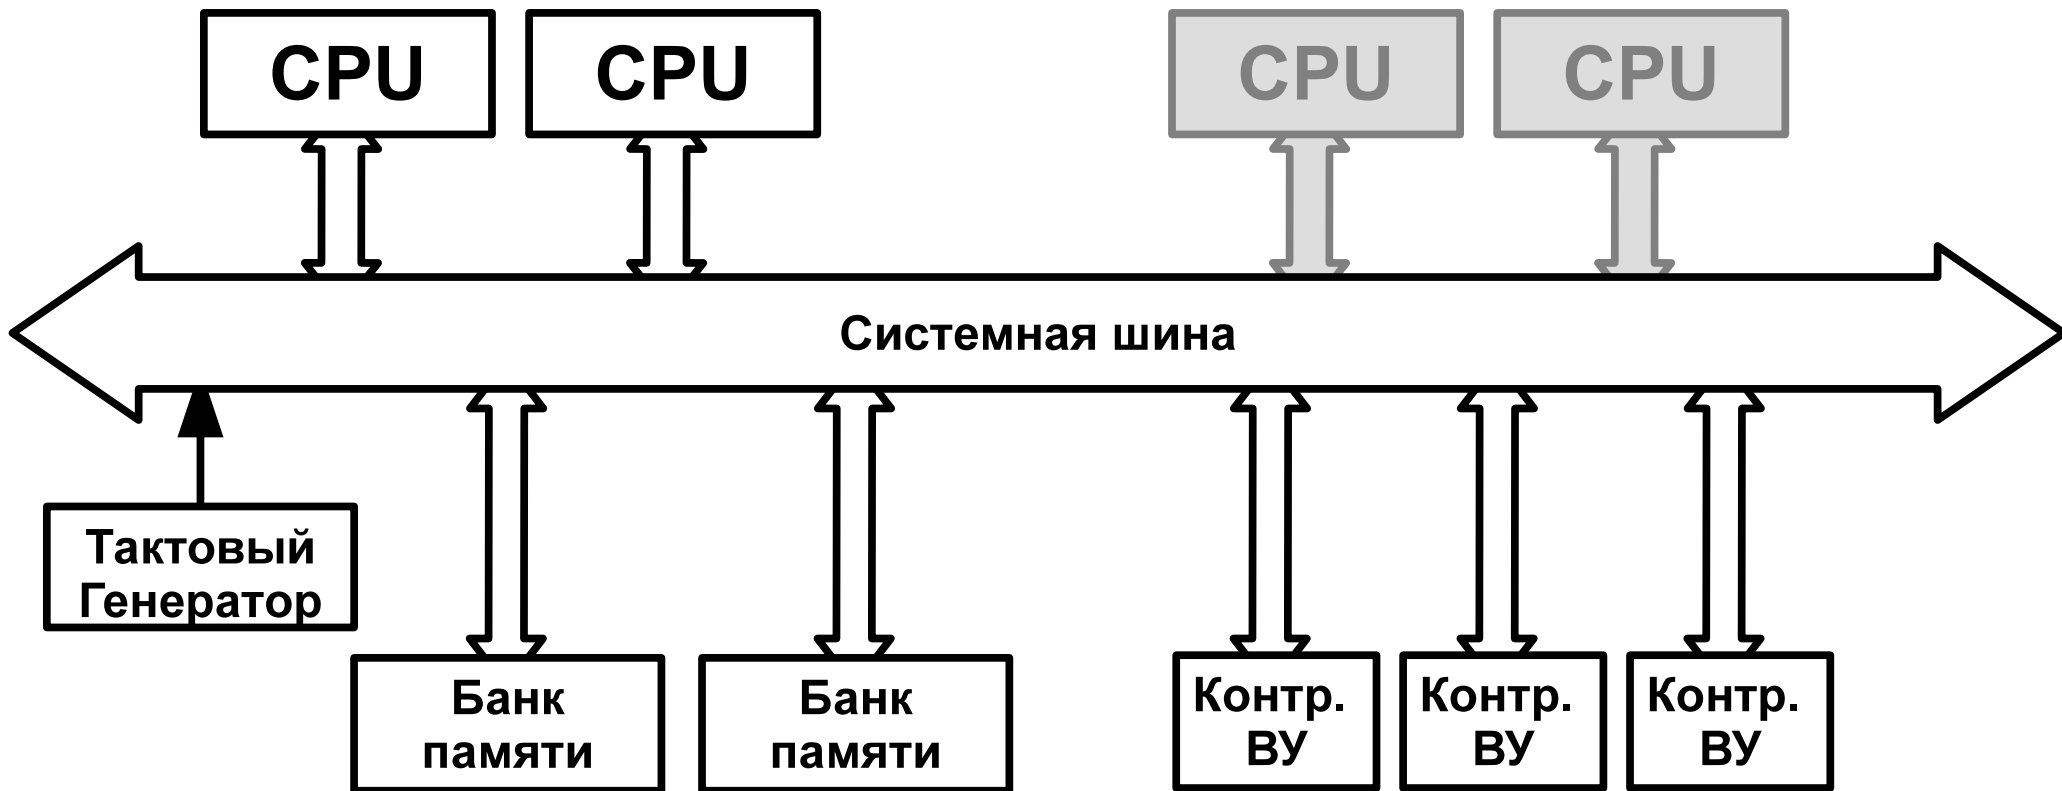 CPU
CPU
CPU
CPU
Системная шина
Тактовый
Генератор
Банк
памяти
Банк
памяти
Контр.
ВУ
Контр.
ВУ
Контр.
ВУ